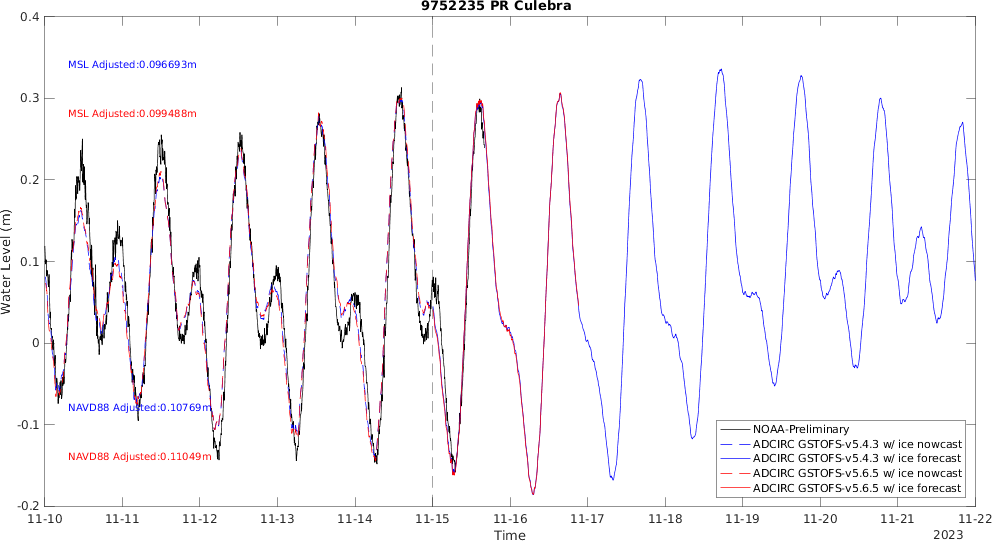 9752235 PR Culebra
0.4
0.3
0.2
0.1
0
-0.1
-0.2
Water Level (m)
MSL Adjusted:0.096693m
MSL Adjusted:0.099488m
NAVD88 Adjusted:0.10769m
NAVD88 Adjusted:0.11049m
NOAA-Preliminary
ADCIRC GSTOFS-v5.4.3 w/ ice nowcast
ADCIRC GSTOFS-v5.4.3 w/ ice forecast
ADCIRC GSTOFS-v5.6.5 w/ ice nowcast
ADCIRC GSTOFS-v5.6.5 w/ ice forecast
11-10 11-11 11-12 11-13 11-14 11-15 11-16 11-17 11-18 11-19 11-20 11-21 11-22
Time
2023